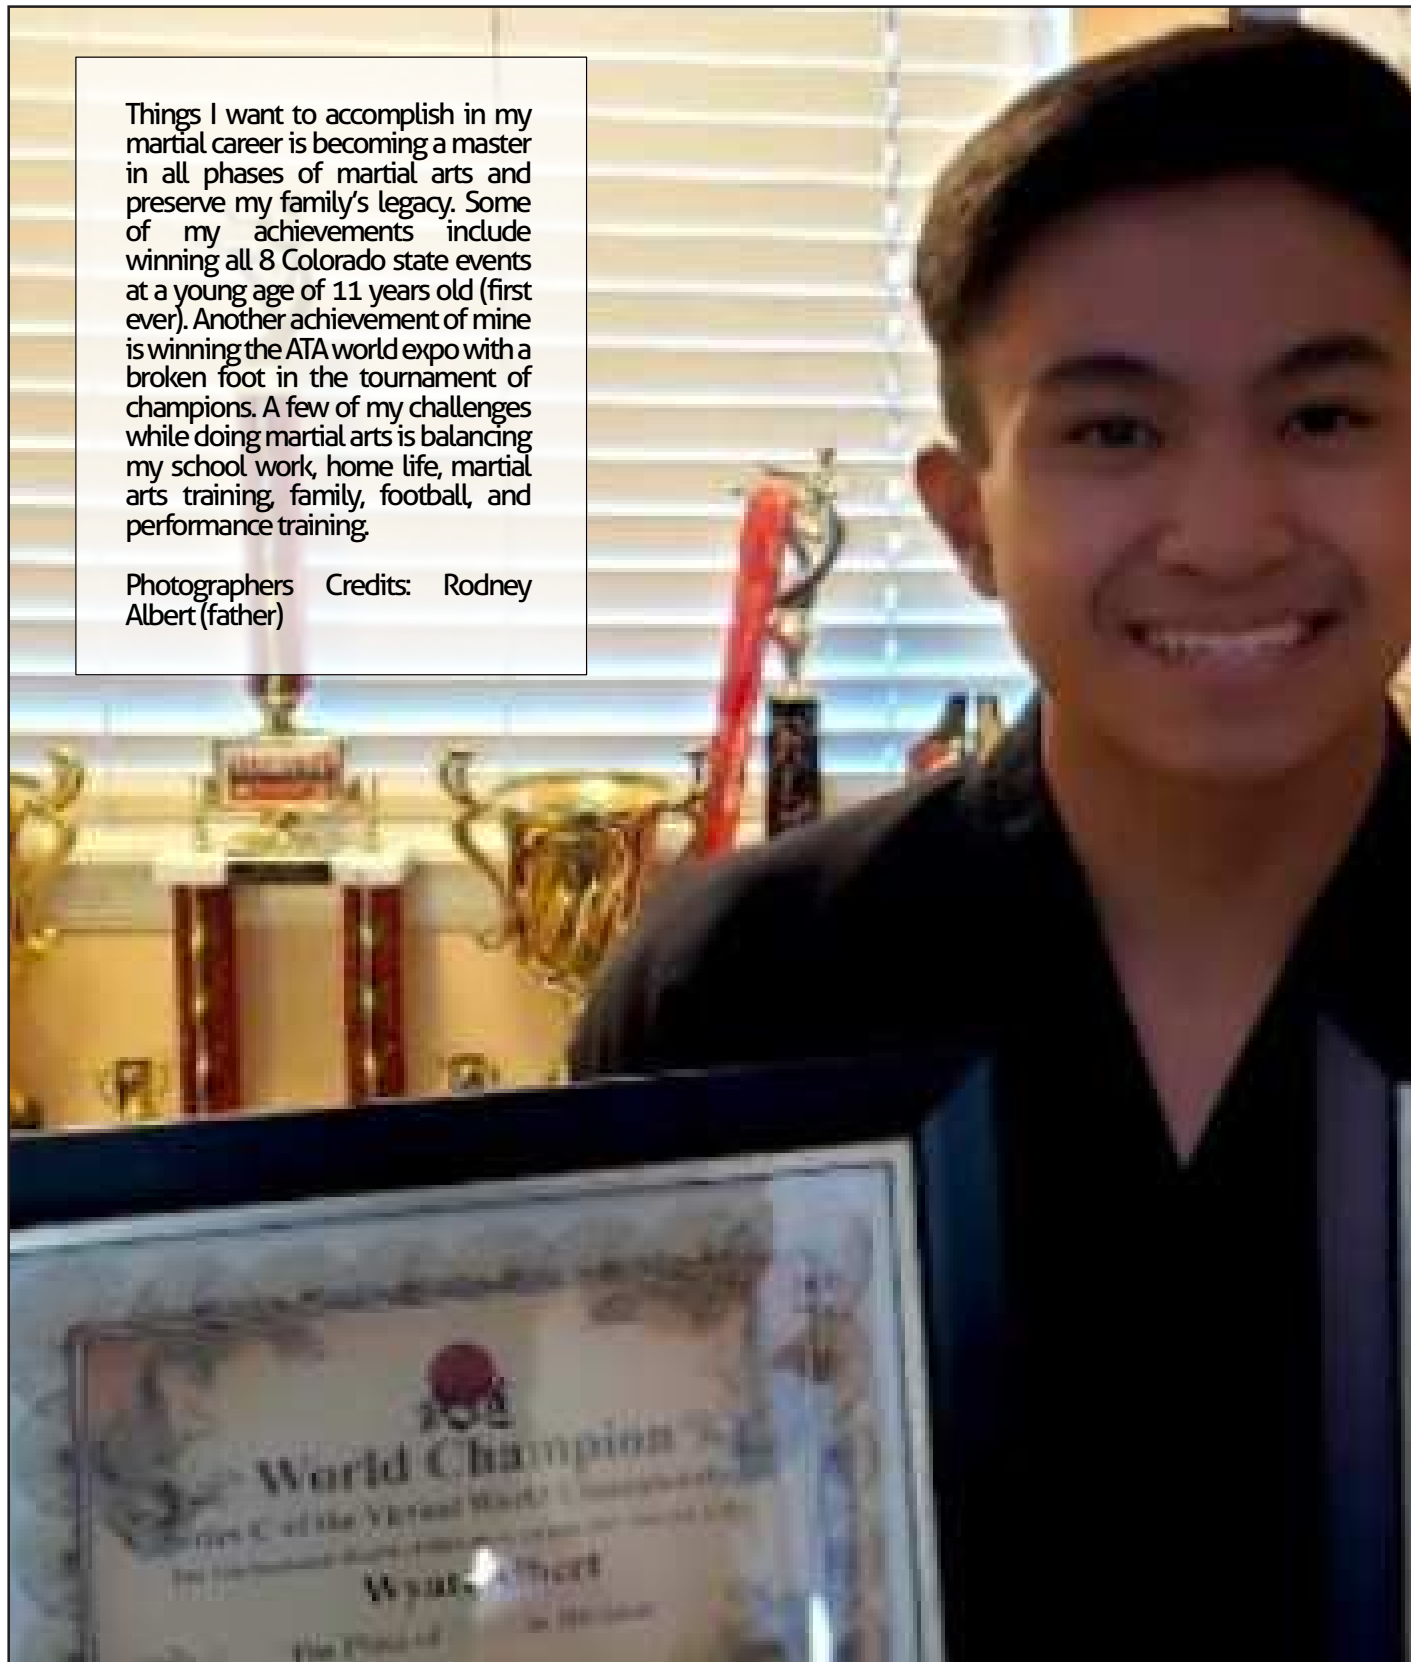 Things I want to accomplish in my
martial career is becoming a master
in all phases of martial arts and
preserve my family's legacy. Some
of my achievements include
winning all 8 Colorado state events
at a young age of 11 years old (first
ever). Another achievement of mine
is winning the ATA world expo with a
broken foot in the tournament of
champions. A few of my challenges
while doing martial arts is balancing
my school work, home life, martial
arts training, family, football, and
performance training.
Photographers Credits: Rodney
Albert (father)
World Champion
of the Virtual World